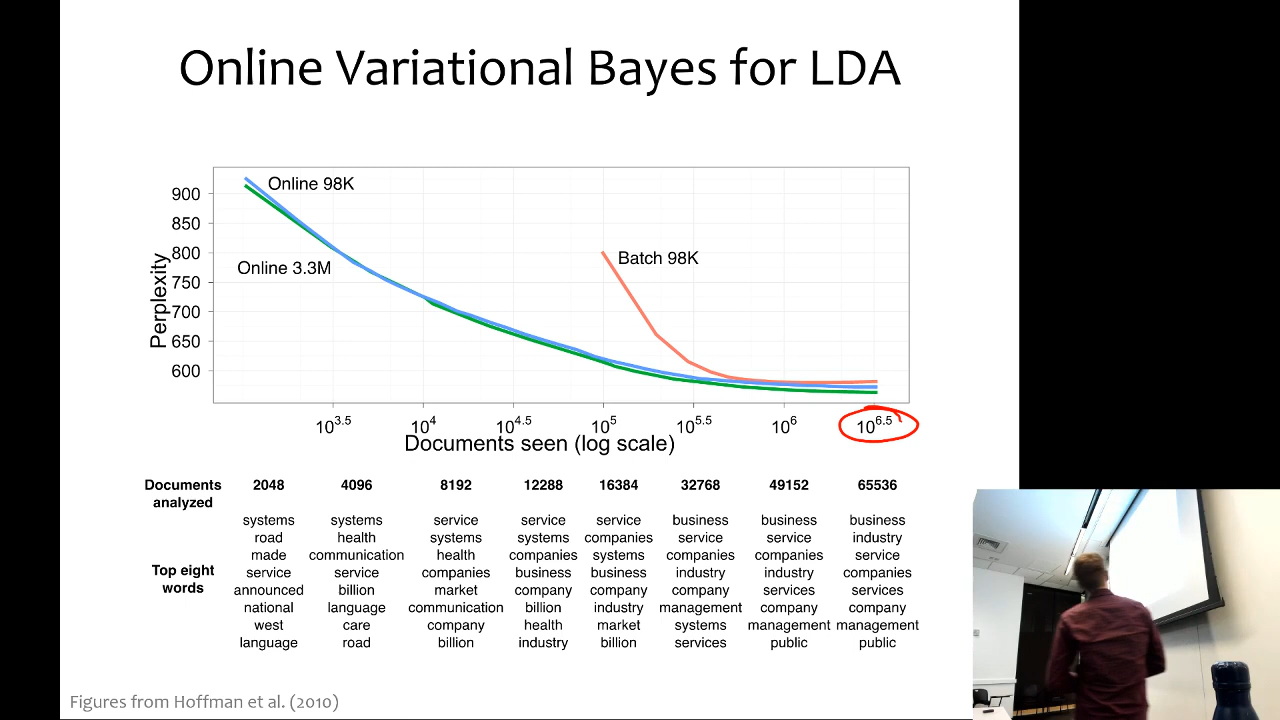 Online Variational Bayes for LDA
Perplexity
900
850
800
750
700
650
600
Online 98K
Online 3.3M
Batch 98K
10^3.5 10^4 10^4.5 10^5 10^5.5 10^6 10^6.5
Documents seen (log scale)
Documents analyzed 2048 4096 8192 12288 16384 32768 49152 65536
Top eight words
systems systems service service service business business business
road health systems systems companies service service industry
made communication health companies systems companies companies service
service service companies business business industry industry companies
announced billion market company company company services services
national language communication billion industry management company company
west care company health market systems management management
language road billion industry billion services public public
Figures from Hoffman et al. (2010)